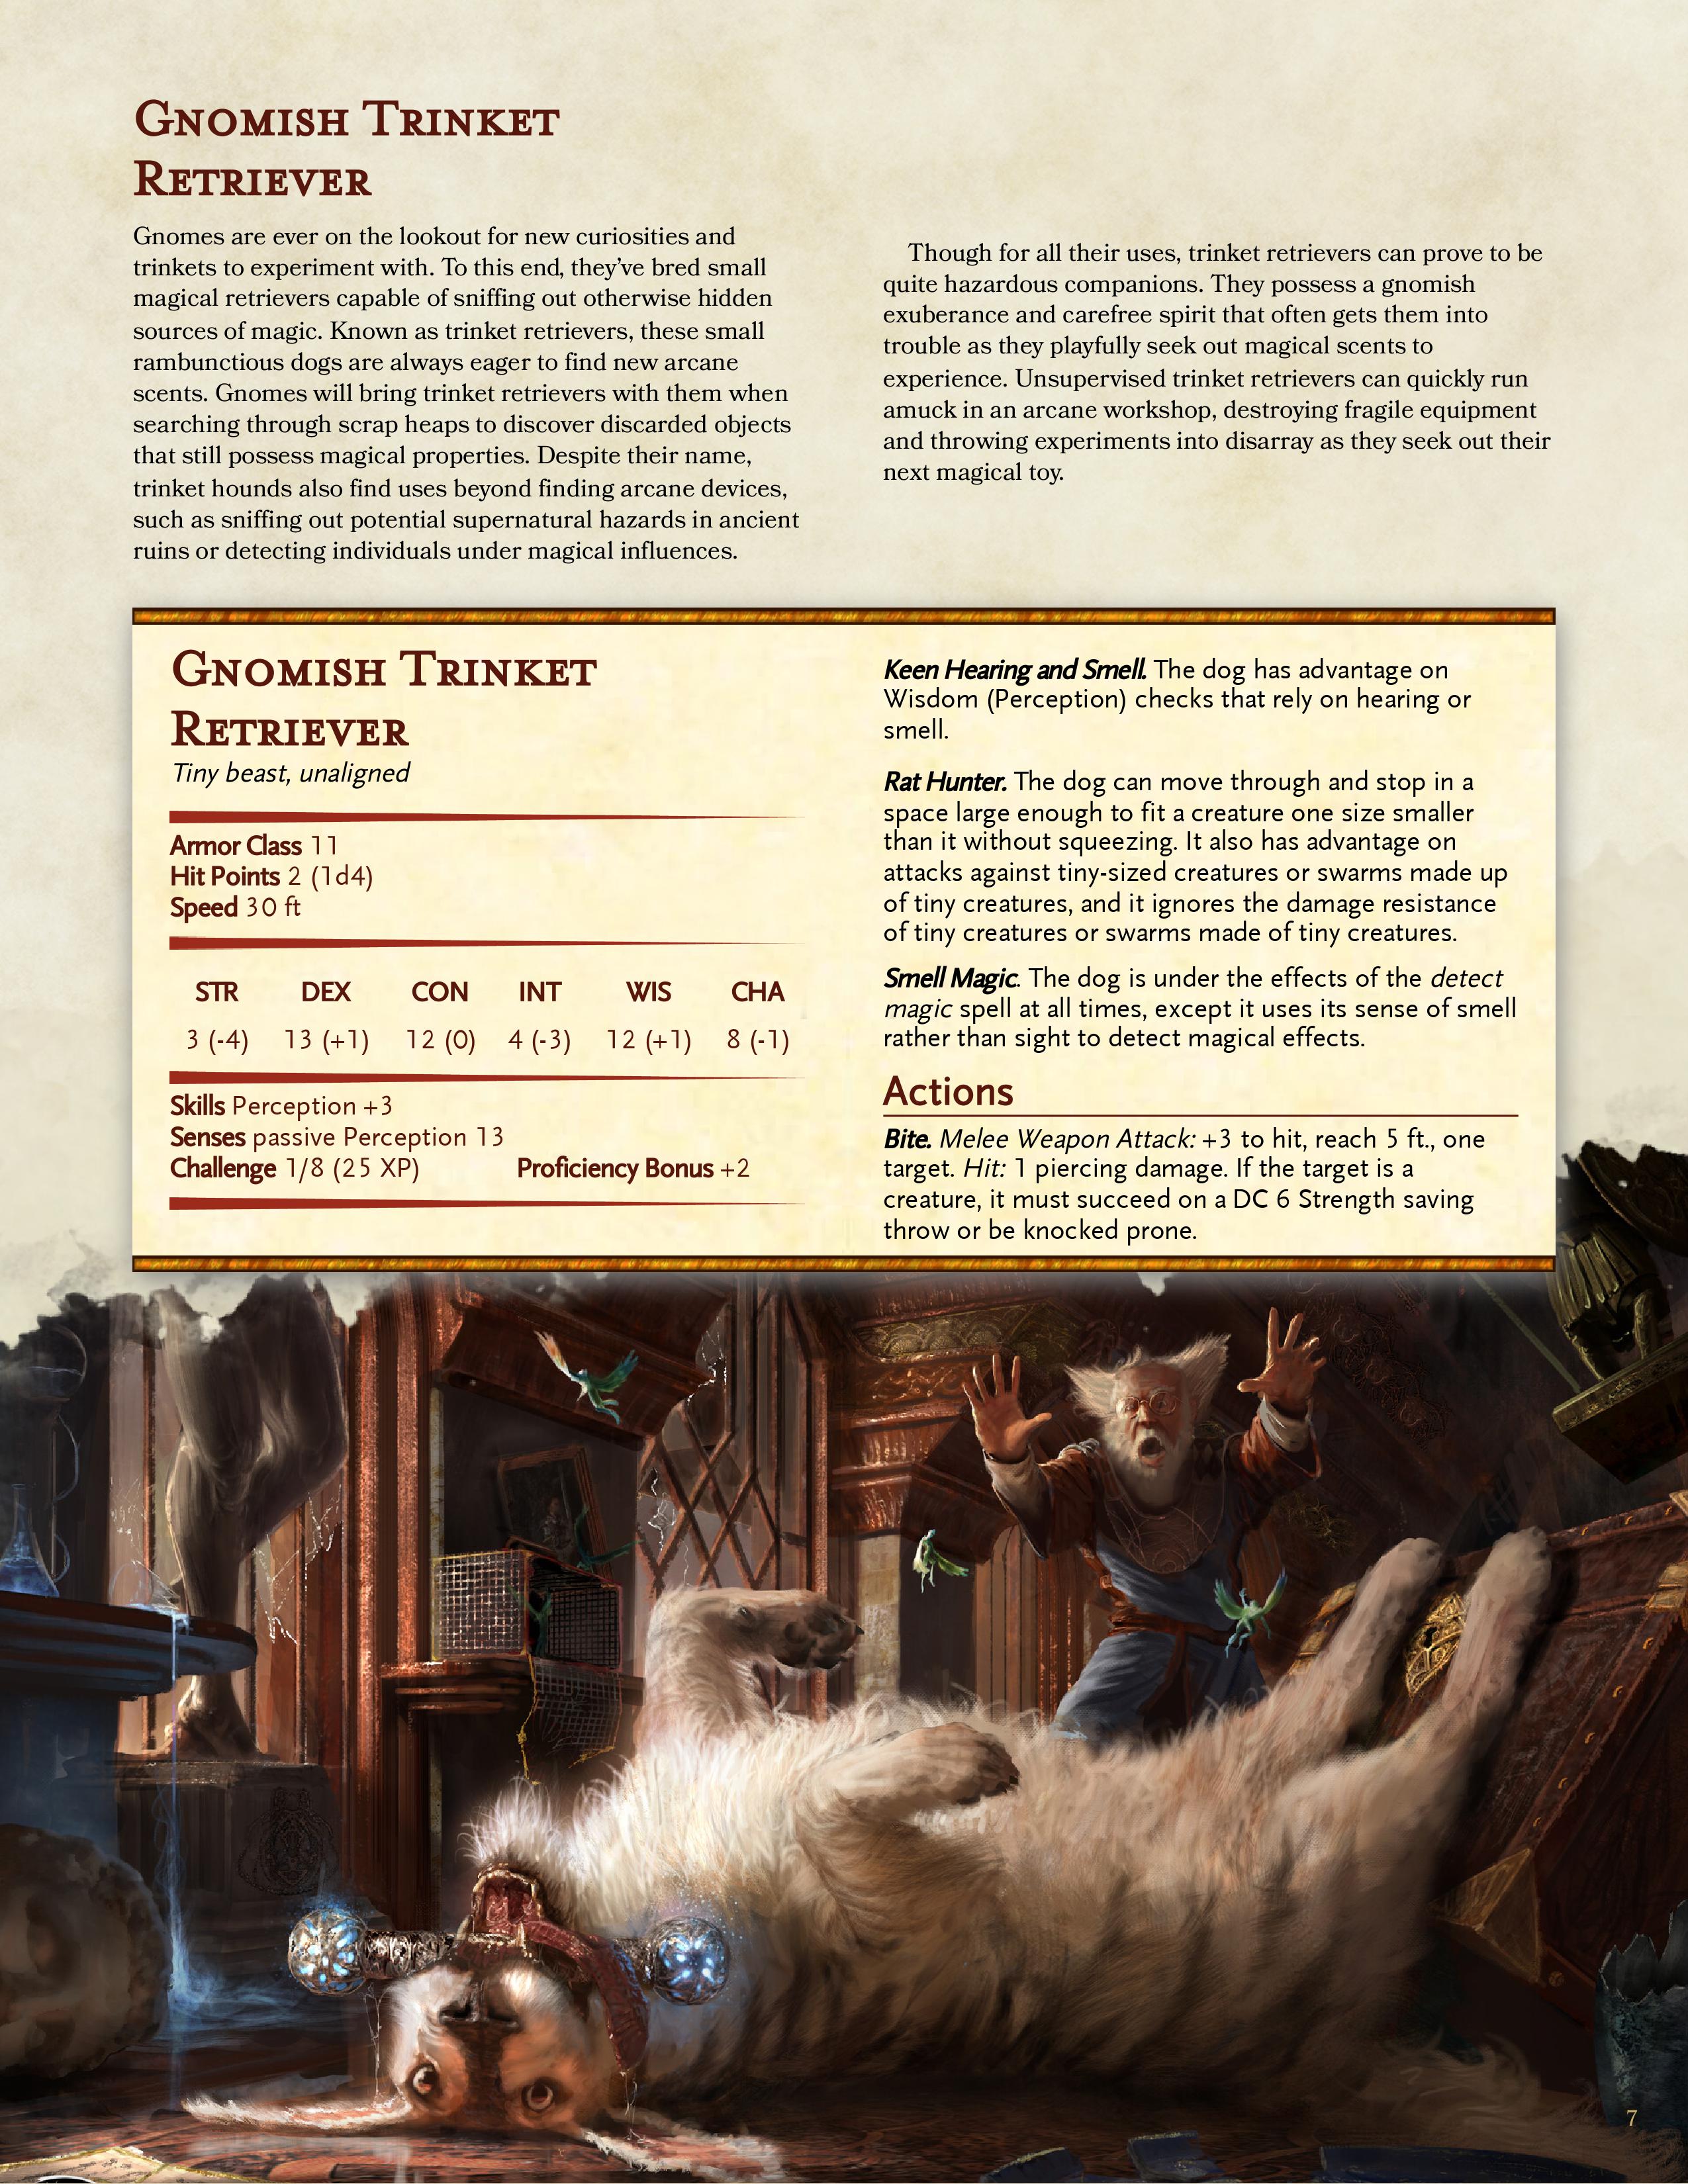 Gnomish Trinket
Retriever
Gnomes are ever on the lookout for new curiosities and
trinkets to experiment with. To this end, they’ve bred small
magical retrievers capable of sniffing out otherwise hidden
sources of magic. Known as trinket retrievers, these small
rambunctious dogs are always eager to find new arcane
scents. Gnomes will bring trinket retrievers with them when
searching through scrap heaps to discover discarded objects
that still possess magical properties. Despite their name,
trinket hounds also find uses beyond finding arcane devices,
such as sniffing out potential supernatural hazards in ancient
ruins or detecting individuals under magical influences.
Though for all their uses, trinket retrievers can prove to be
quite hazardous companions. They possess a gnomish
exuberance and carefree spirit that often gets them into
trouble as they playfully seek out magical scents to
experience. Unsupervised trinket retrievers can quickly run
amuck in an arcane workshop, destroying fragile equipment
and throwing experiments into disarray as they seek out their
next magical toy.
Gnomish Trinket
Retriever
Tiny beast, unaligned
Armor Class 11
Hit Points 2 (1d4)
Speed 30 ft
STR DEX CON INT WIS CHA
3 (-4) 13 (+1) 12 (0) 4 (-3) 12 (+1) 8 (-1)
Skills Perception +3
Senses passive Perception 13
Challenge 1/8 (25 XP) Proficiency Bonus +2
Keen Hearing and Smell. The dog has advantage on
Wisdom (Perception) checks that rely on hearing or
smell.
Rat Hunter. The dog can move through and stop in a
space large enough to fit a creature one size smaller
than it without squeezing. It also has advantage on
attacks against tiny-sized creatures or swarms made up
of tiny creatures, and it ignores the damage resistance
of tiny creatures or swarms made of tiny creatures.
Smell Magic. The dog is under the effects of the detect
magic spell at all times, except it uses its sense of smell
rather than sight to detect magical effects.
Actions
Bite. Melee Weapon Attack: +3 to hit, reach 5 ft., one
target. Hit: 1 piercing damage. If the target is a
creature, it must succeed on a DC 6 Strength saving
throw or be knocked prone.
7